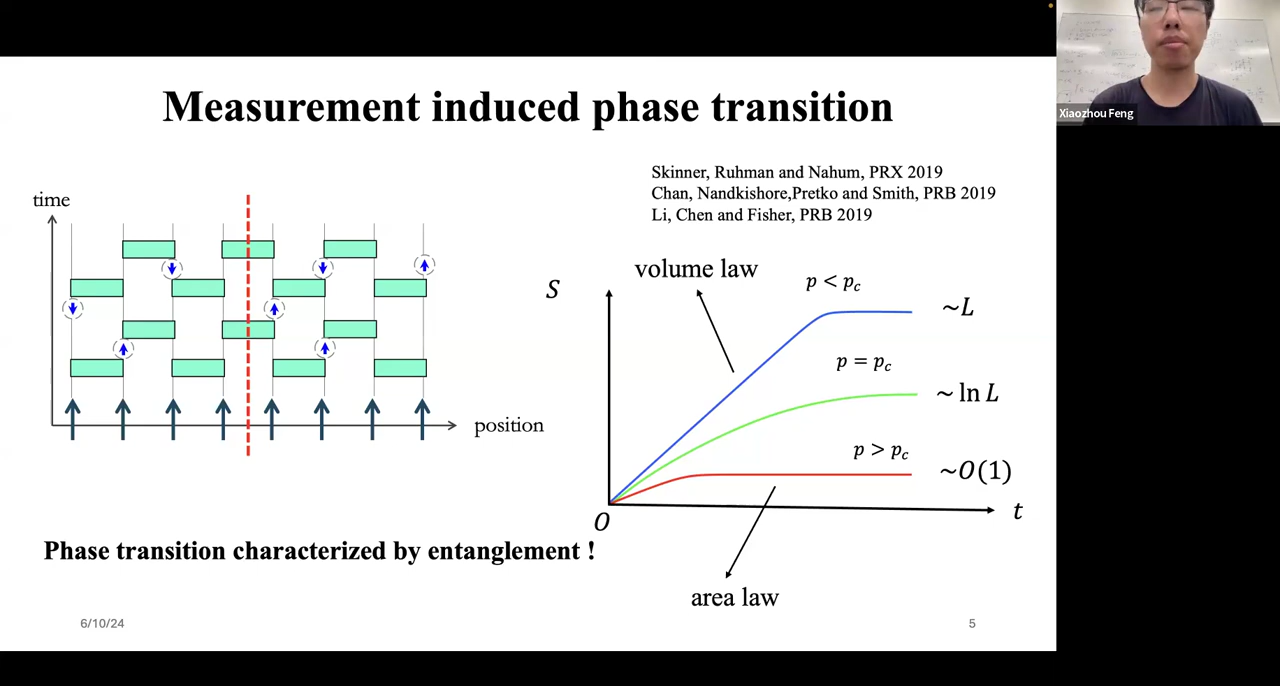 Measurement induced phase transition
Skinner, Ruhman and Nahum, PRX 2019
Chan, Nandkishore,Pretko and Smith, PRB 2019
Li, Chen and Fisher, PRB 2019
time
position
S
volume law
p < p_c
~L
p = p_c
~ ln L
p > p_c
~O(1)
O
t
area law
Phase transition characterized by entanglement !
6/10/24
5
Xiaozhou Feng